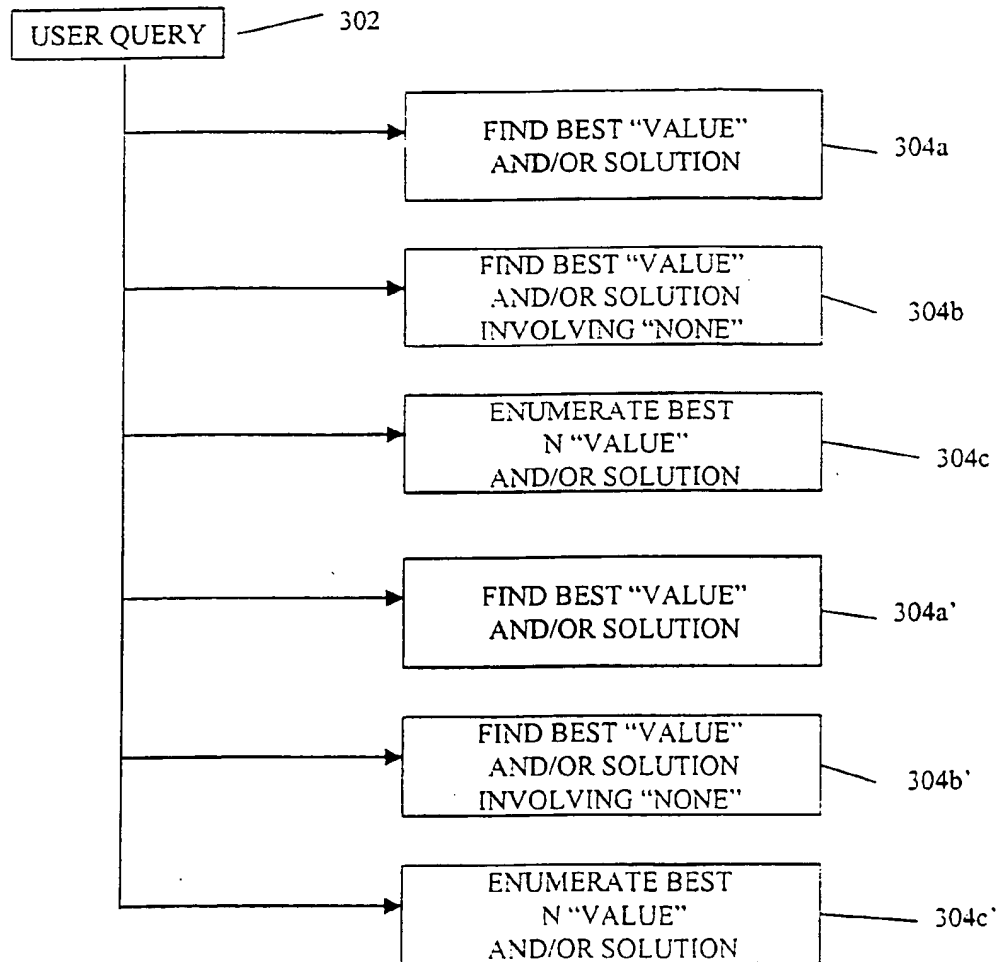 USER QUERY
302
FIND BEST “VALUE”
AND/OR SOLUTION
304a
FIND BEST “VALUE”
AND/OR SOLUTION
INVOLVING “NONE”
304b
ENUMERATE BEST
N “VALUE”
AND/OR SOLUTION
304c
FIND BEST “VALUE”
AND/OR SOLUTION
304a’
FIND BEST “VALUE”
AND/OR SOLUTION
INVOLVING “NONE”
304b’
ENUMERATE BEST
N “VALUE”
AND/OR SOLUTION
304c’